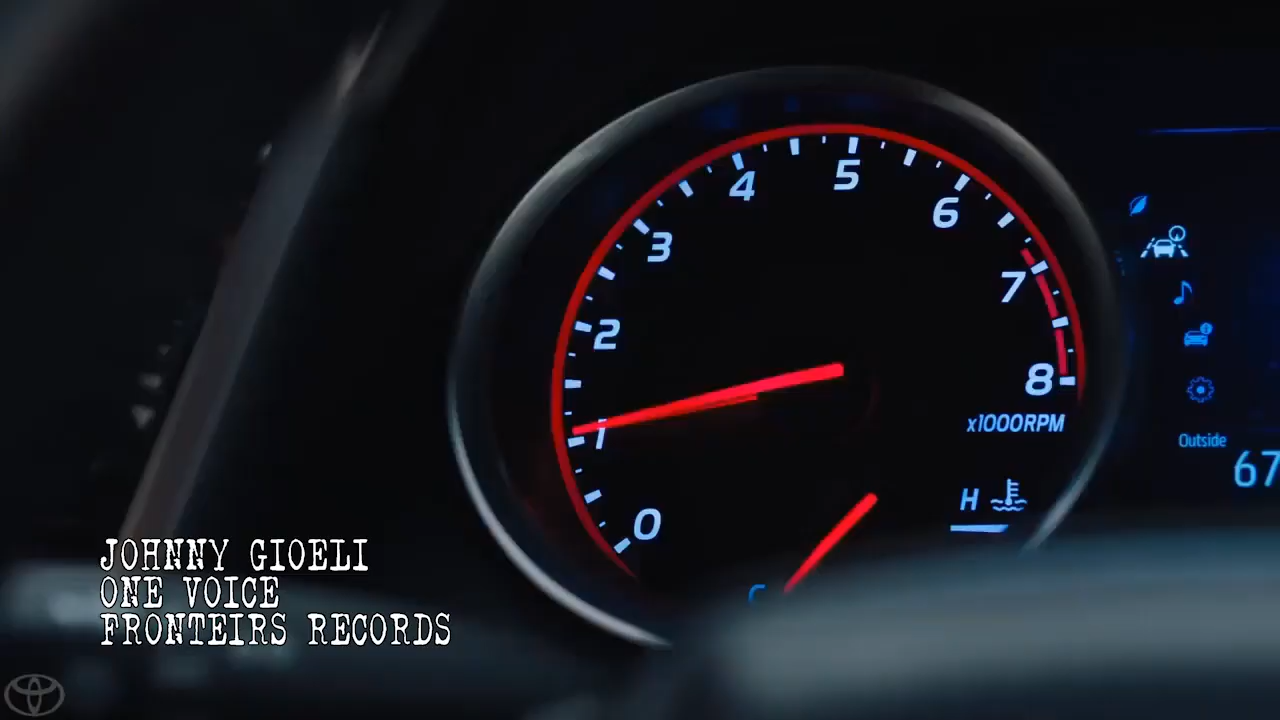 4 5
3 6
2 7
1 8
x1000RPM
0 H
C
Outside
67
JOHNNY GIOELI
ONE VOICE
FRONTEIRS RECORDS